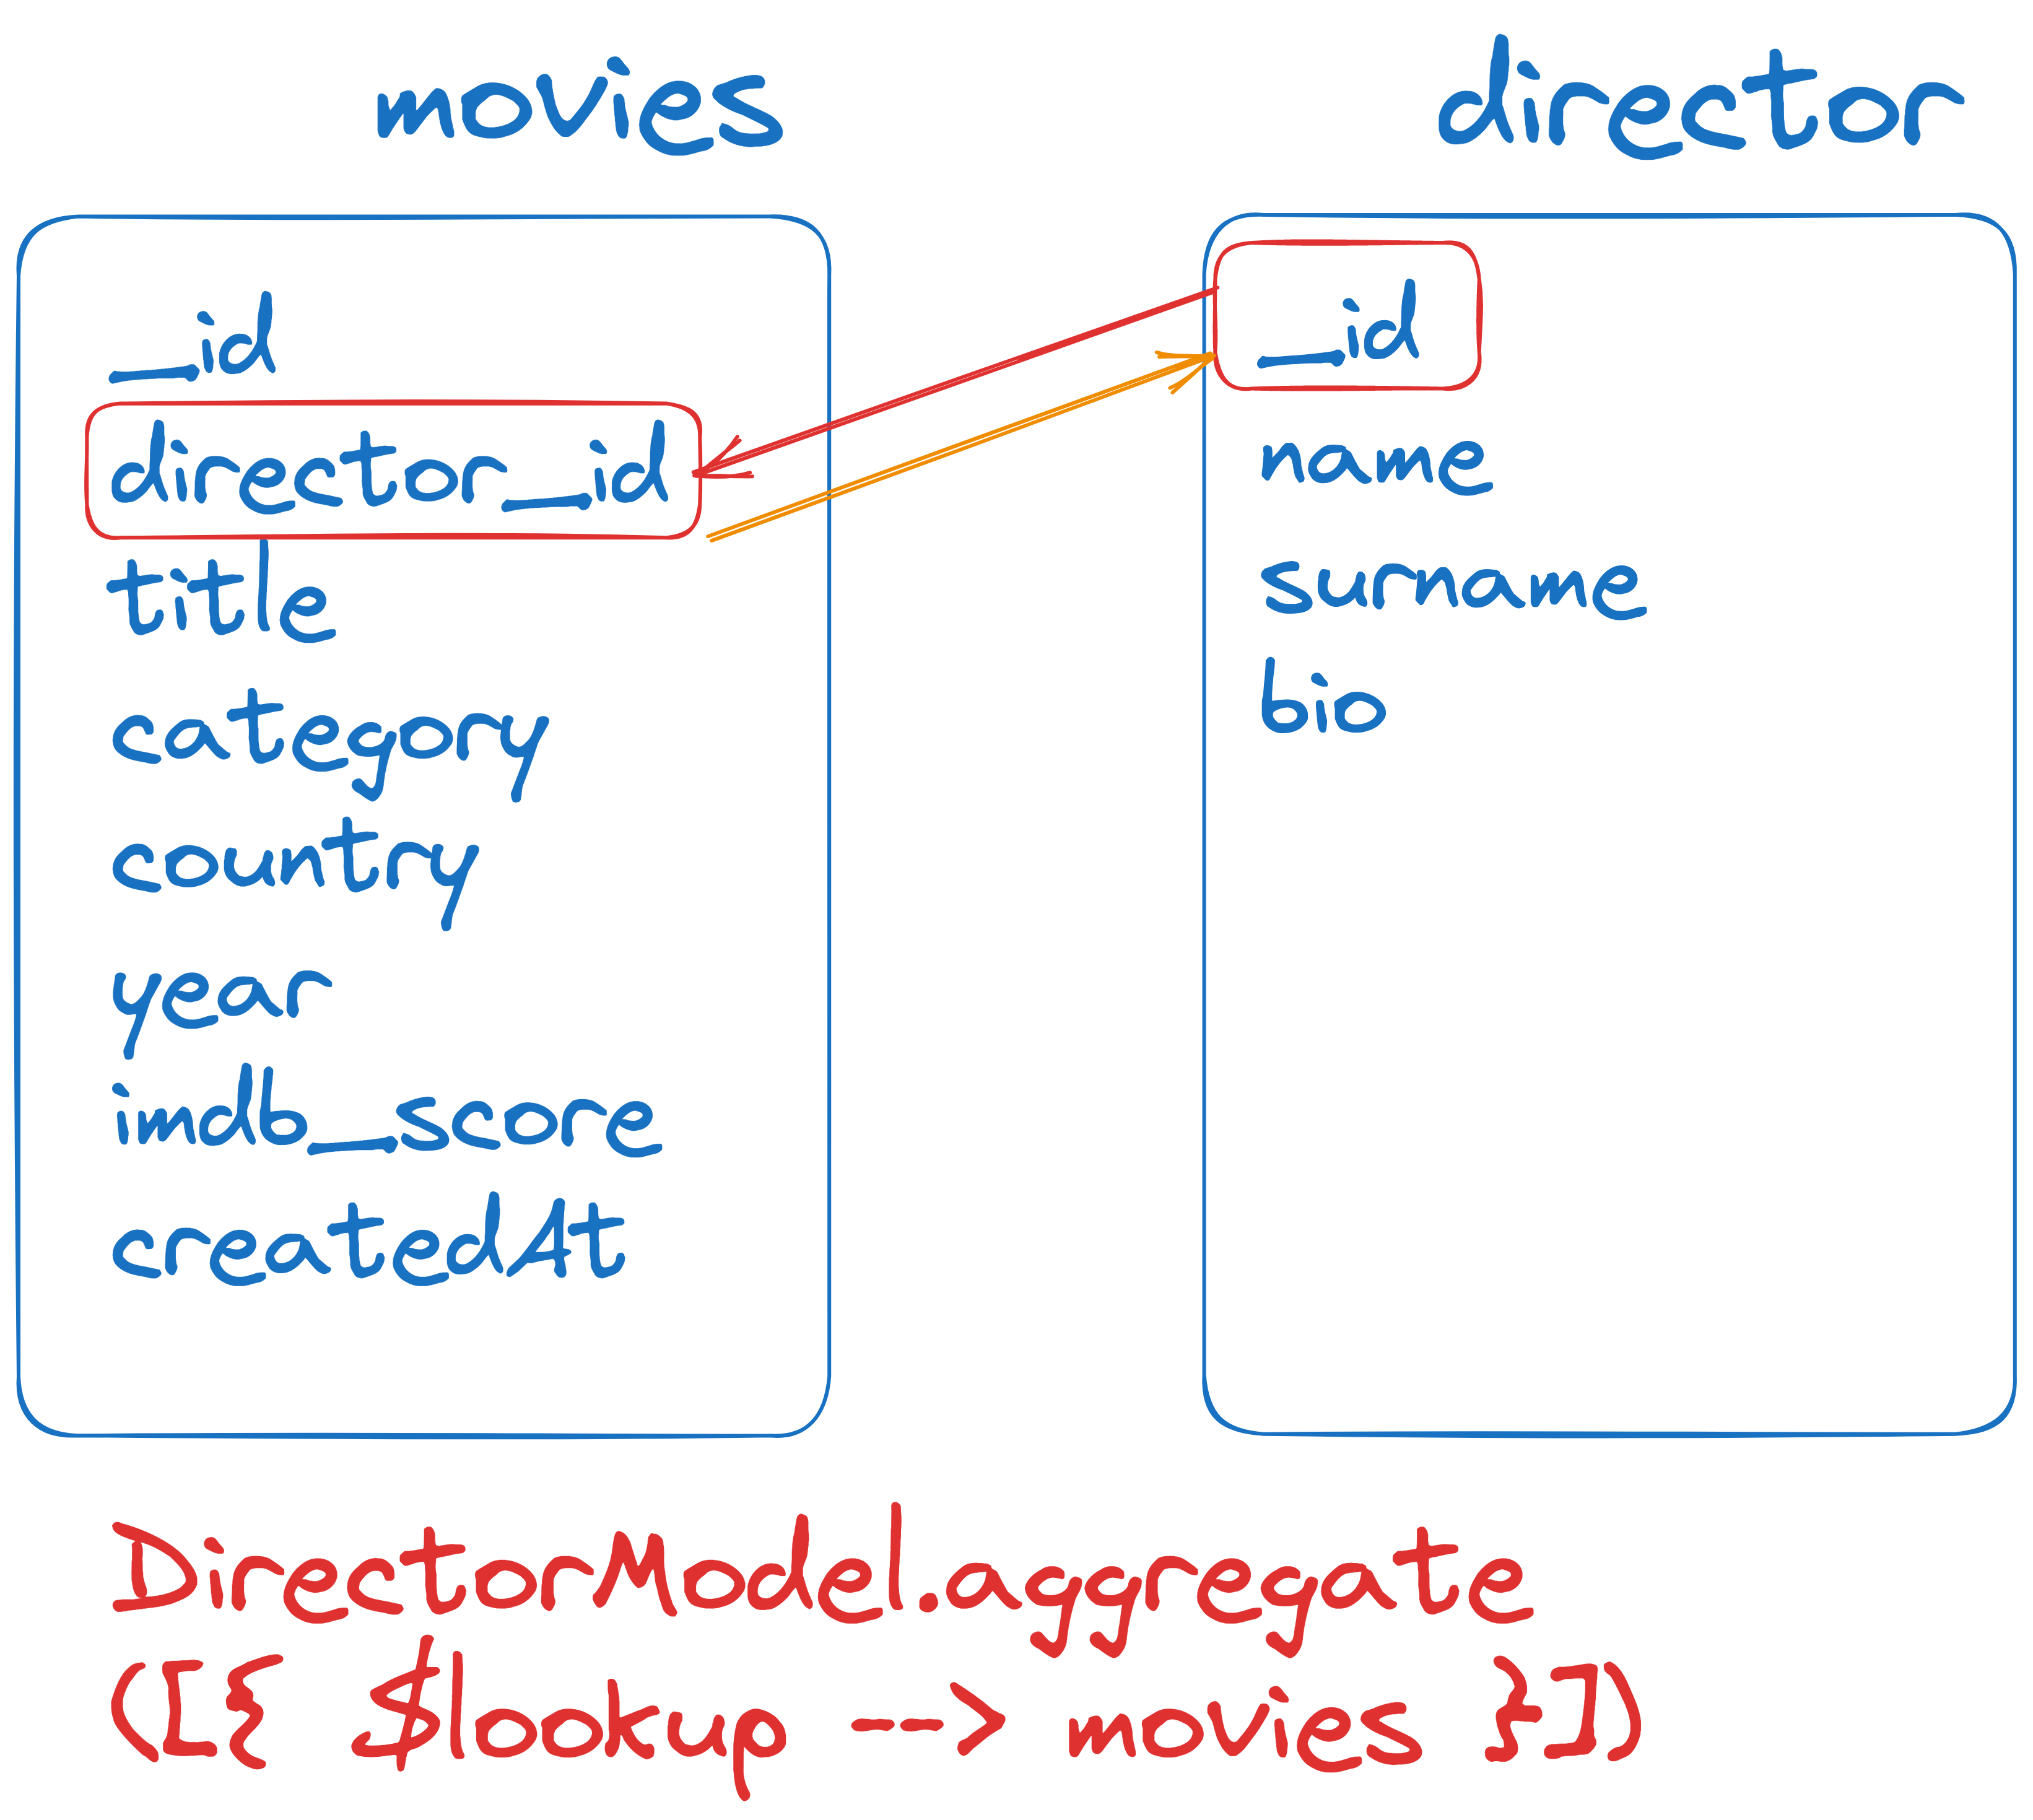 movies
_id
director_id
title
category
country
year
imdb_score
createdAt
director
_id
name
surname
bio
DirectorModel.aggregate
([{ $lookup --> movies }])